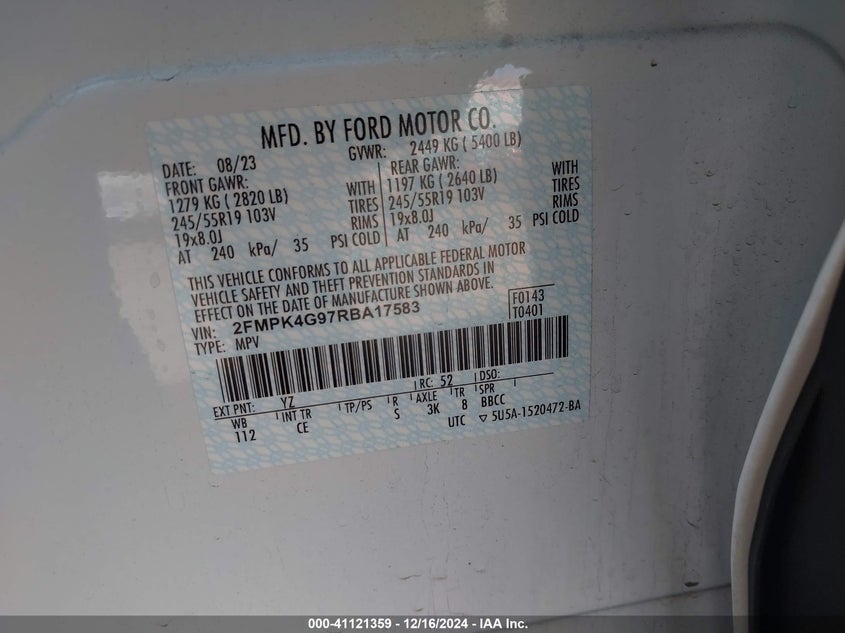 MFD. BY FORD MOTOR CO.
DATE: 08/23 GVWR: 2449 KG ( 5400 LB)
FRONT GAWR: REAR GAWR:
1279 KG ( 2820 LB) WITH 1197 KG ( 2640 LB) WITH
245/55R19 103V TIRES 245/55R19 103V TIRES
19x8.0J RIMS 19x8.0J RIMS
AT 240 kPa/ 35 PSI COLD AT 240 kPa/ 35 PSI COLD
THIS VEHICLE CONFORMS TO ALL APPLICABLE FEDERAL MOTOR
VEHICLE SAFETY AND THEFT PREVENTION STANDARDS IN
EFFECT ON THE DATE OF MANUFACTURE SHOWN ABOVE.
VIN: 2FMPK4G97RBA17583 F0143
TYPE: MPV T0401
EXT PNT: YZ RC: 52 DSO:
WB INT TR TP/PS R AXLE TR SPR
112 CE S 3K 8 BBCC
UTC ▽ 5U5A-1520472-BA
000-41121359 - 12/16/2024 - IAA Inc.